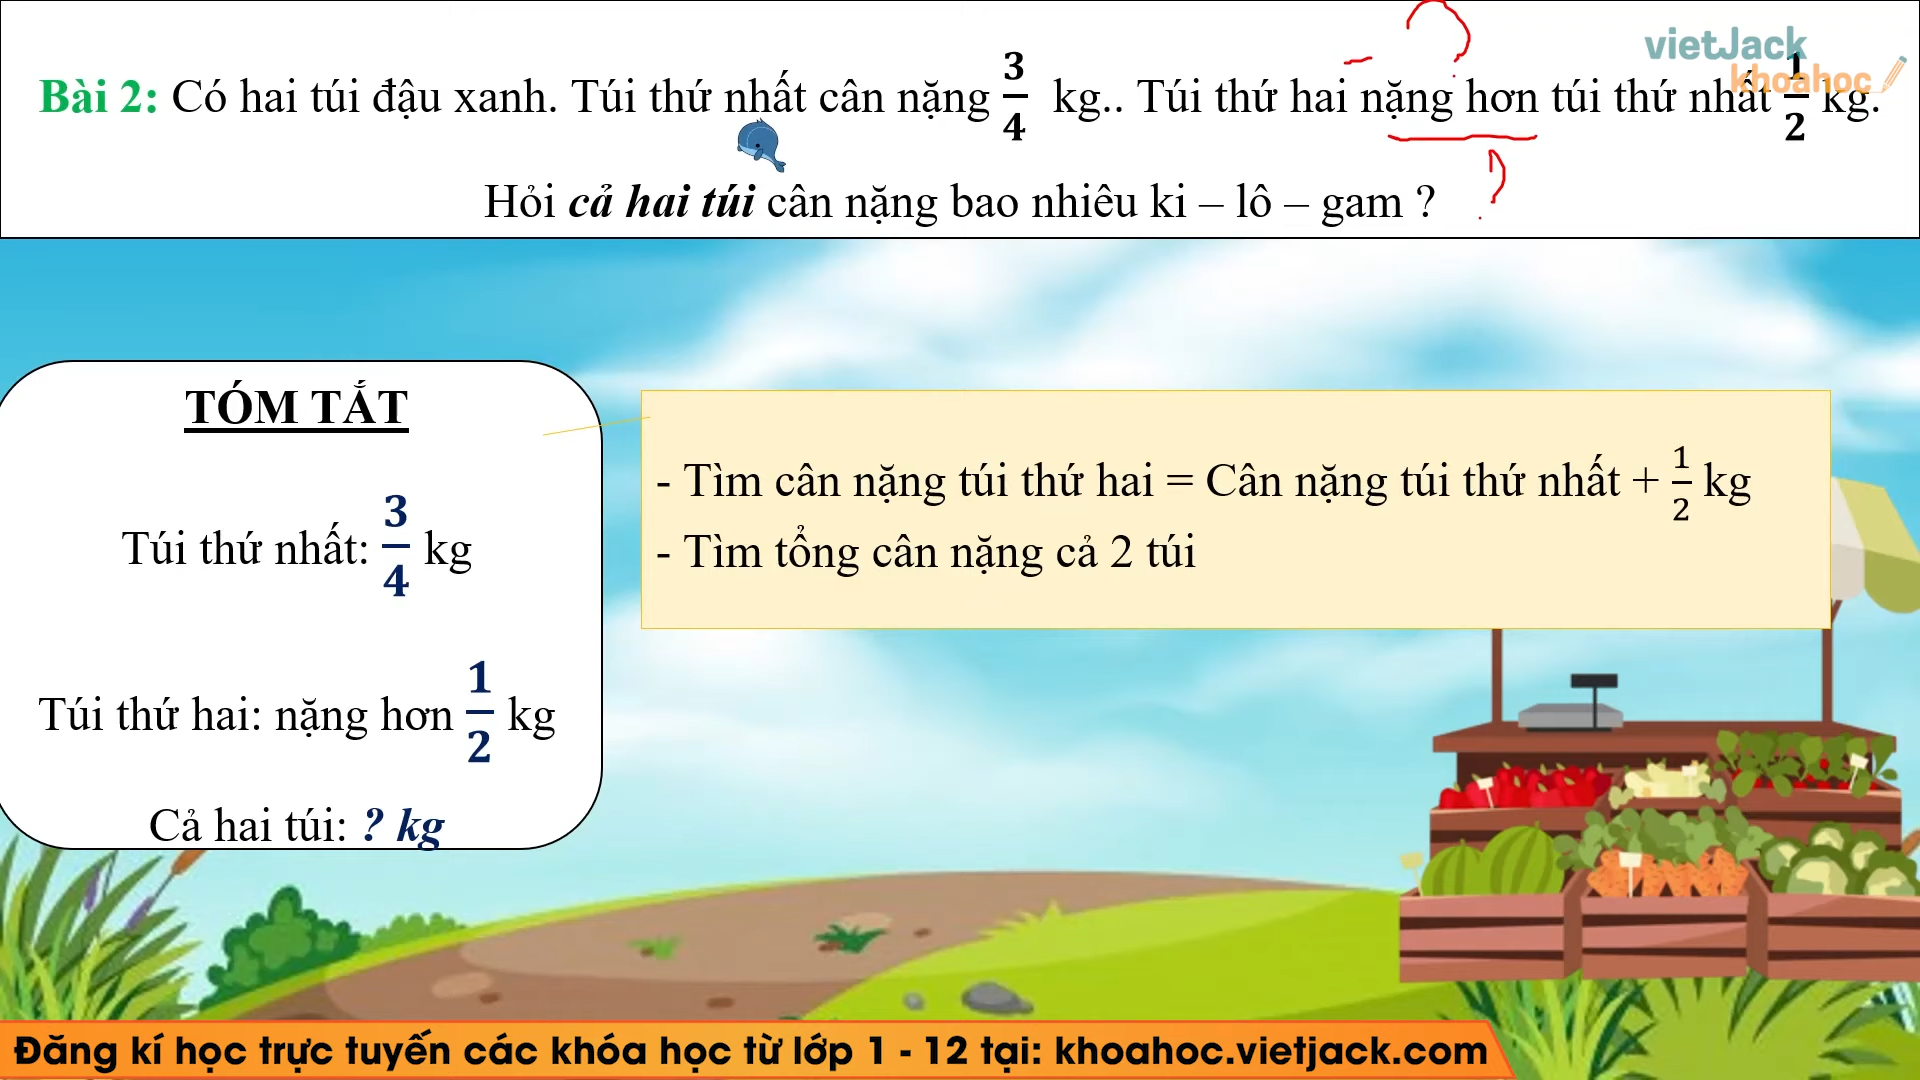 vietJack
khoahoc
Bài 2: Có hai túi đậu xanh. Túi thứ nhất cân nặng 3/4 kg.. Túi thứ hai nặng hơn túi thứ nhất 1/2 kg.
Hỏi cả hai túi cân nặng bao nhiêu ki – lô – gam ?
TÓM TẮT
Túi thứ nhất: 3/4 kg
Túi thứ hai: nặng hơn 1/2 kg
Cả hai túi: ? kg
- Tìm cân nặng túi thứ hai = Cân nặng túi thứ nhất + 1/2 kg
- Tìm tổng cân nặng cả 2 túi
Đăng kí học trực tuyến các khóa học từ lớp 1 - 12 tại: khoahoc.vietjack.com